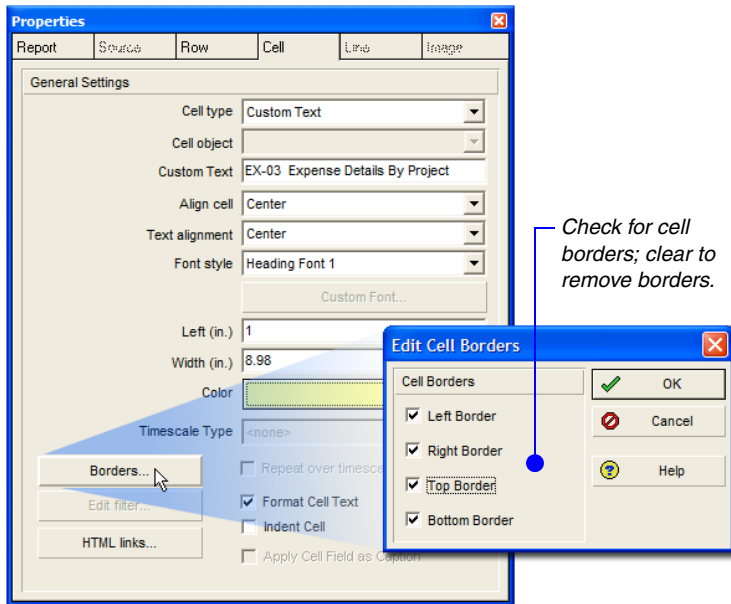 Properties
Report Source Row Cell Line Image
General Settings
Cell type Custom Text
Cell object
Custom Text EX-03 Expense Details By Project
Align cell Center
Text alignment Center
Font style Heading Font 1
Custom Font...
Left (in.) 1
Width (in.) 8.98
Color
Timescale Type <none>
Borders... Repeat over timesca
Edit filter... Format Cell Text
Indent Cell
HTML links... Apply Cell Field as Caption
Check for cell
borders; clear to
remove borders.
Edit Cell Borders
Cell Borders
Left Border
Right Border
Top Border
Bottom Border
OK
Cancel
Help